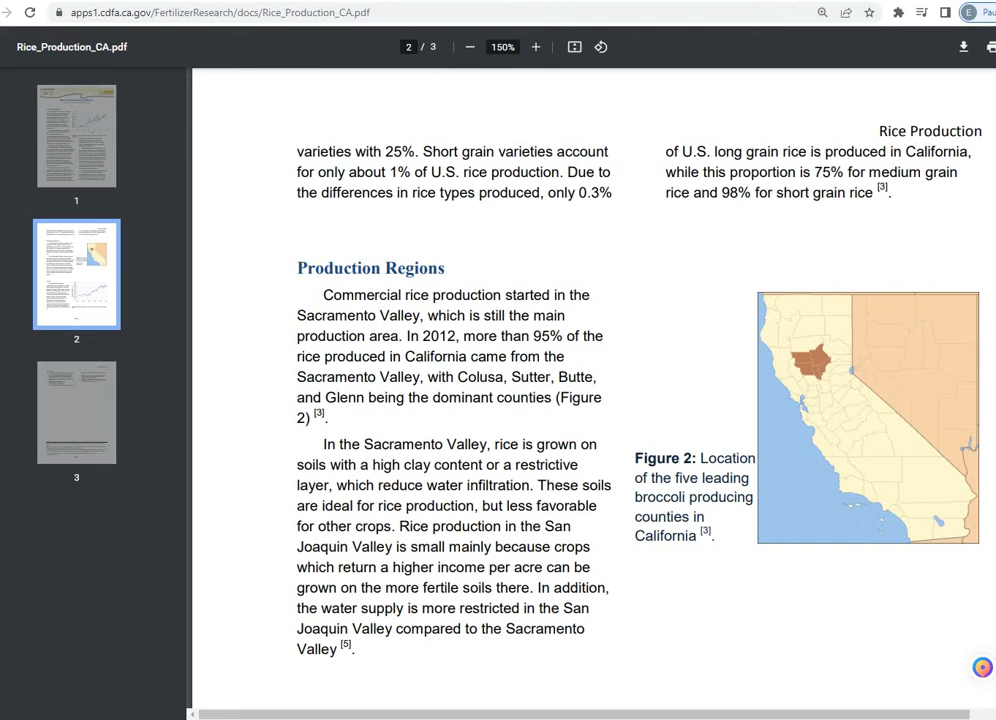 apps1.cdfa.ca.gov/FertilizerResearch/docs/Rice_Production_CA.pdf
E
Pau
Rice_Production_CA.pdf
2 / 3
150%
1
2
3
Rice Production
varieties with 25%. Short grain varieties account
for only about 1% of U.S. rice production. Due to
the differences in rice types produced, only 0.3%
of U.S. long grain rice is produced in California,
while this proportion is 75% for medium grain
rice and 98% for short grain rice [3].
Production Regions
Commercial rice production started in the
Sacramento Valley, which is still the main
production area. In 2012, more than 95% of the
rice produced in California came from the
Sacramento Valley, with Colusa, Sutter, Butte,
and Glenn being the dominant counties (Figure
2) [3].
In the Sacramento Valley, rice is grown on
soils with a high clay content or a restrictive
layer, which reduce water infiltration. These soils
are ideal for rice production, but less favorable
for other crops. Rice production in the San
Joaquin Valley is small mainly because crops
which return a higher income per acre can be
grown on the more fertile soils there. In addition,
the water supply is more restricted in the San
Joaquin Valley compared to the Sacramento
Valley [5].
Figure 2: Location
of the five leading
broccoli producing
counties in
California [3].